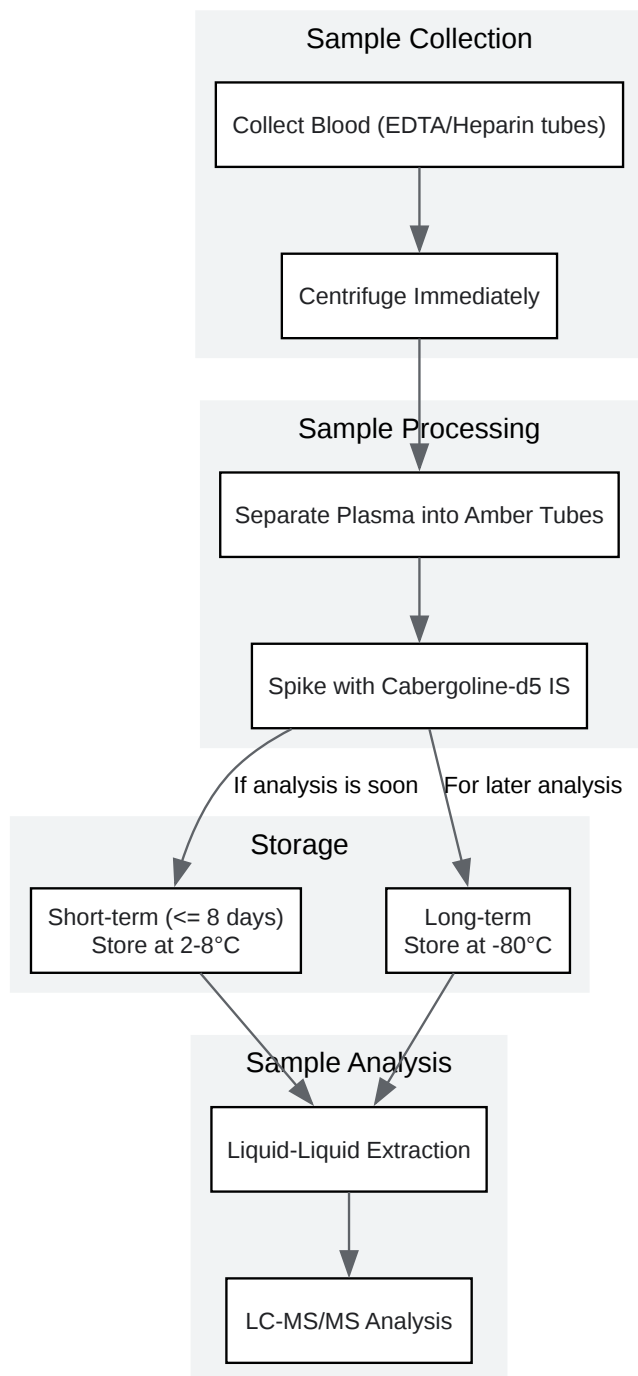 Sample Collection
Collect Blood (EDTA/Heparin tubes)
Centrifuge Immediately
Sample Processing
Separate Plasma into Amber Tubes
Spike with Cabergoline-d5 IS
If analysis is soon
For later analysis
Storage
Short-term (<= 8 days)
Store at 2-8°C
Long-term
Store at -80°C
Sample Analysis
Liquid-Liquid Extraction
LC-MS/MS Analysis